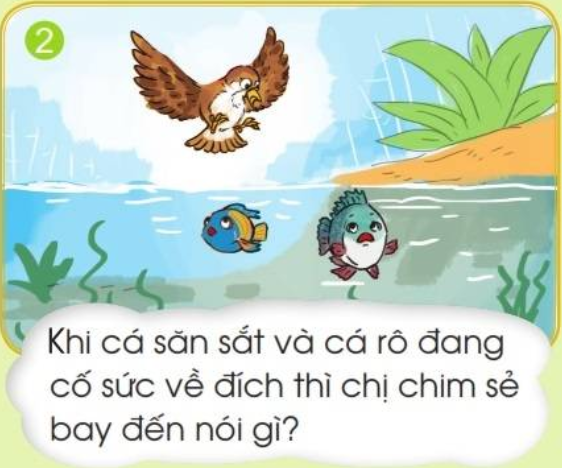 2
Khi cá săn sắt và cá rô đang
cố sức về đích thì chị chim sẻ
bay đến nói gì?